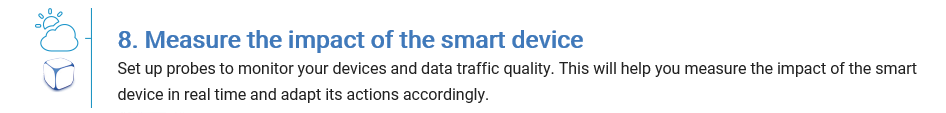 8. Measure the impact of the smart device
Set up probes to monitor your devices and data traffic quality. This will help you measure the impact of the smart
device in real time and adapt its actions accordingly.